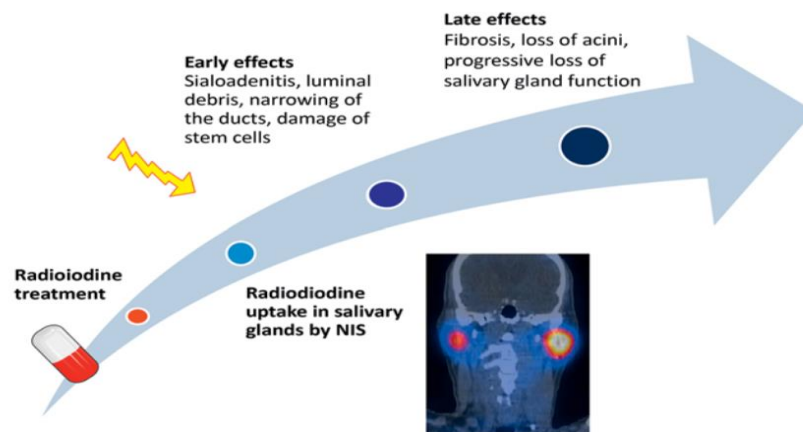 Late effects
Fibrosis, loss of acini,
progressive loss of
salivary gland function
Early effects
Sialoadenitis, luminal
debris, narrowing of
the ducts, damage of
stem cells
Radioiodine
treatment
Radiodiodine
uptake in salivary
glands by NIS